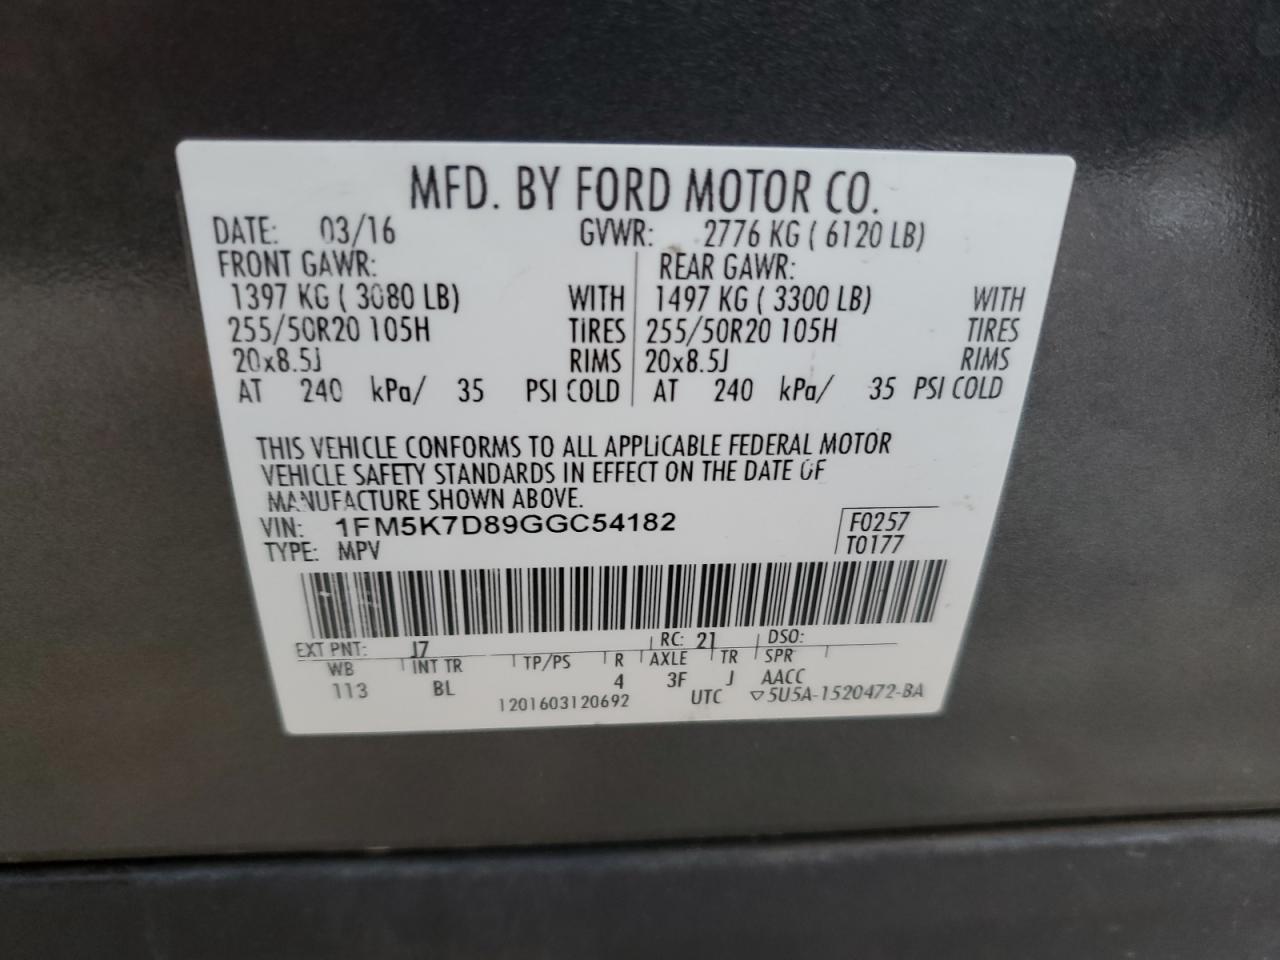 MFD. BY FORD MOTOR CO.
DATE: 03/16 GVWR: 2776 KG ( 6120 LB)
FRONT GAWR: REAR GAWR:
1397 KG ( 3080 LB) WITH 1497 KG ( 3300 LB) WITH
255/50R20 105H TIRES 255/50R20 105H TIRES
20x8.5J RIMS 20x8.5J RIMS
AT 240 kPa/ 35 PSI COLD AT 240 kPa/ 35 PSI COLD
THIS VEHICLE CONFORMS TO ALL APPLICABLE FEDERAL MOTOR
VEHICLE SAFETY STANDARDS IN EFFECT ON THE DATE OF
MANUFACTURE SHOWN ABOVE.
VIN: 1FM5K7D89GGC54182 F0257
TYPE: MPV T0177
EXT PNT: J7 RC: 21 DSO:
WB INT TR TP/PS R AXLE TR SPR
113 BL 4 3F J AACC
1201603120692 UTC ▽5U5A-1520472-BA